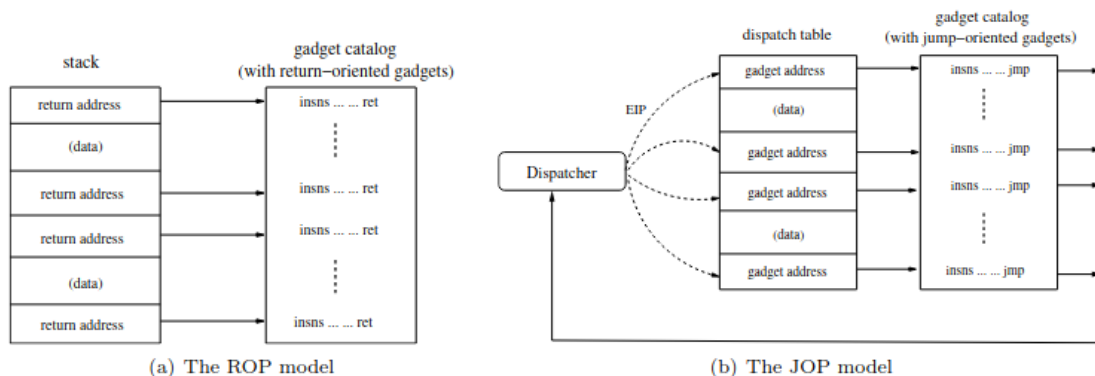 stack
gadget catalog
(with return-oriented gadgets)
return address
(data)
return address
return address
(data)
return address
insns ... ... ret
insns ... ... ret
insns ... ... ret
insns ... ... ret
(a) The ROP model
Dispatcher
EIP
dispatch table
gadget address
(data)
gadget address
gadget address
(data)
gadget address
gadget catalog
(with jump-oriented gadgets)
insns ... ... jmp
insns ... ... jmp
insns ... ... jmp
insns ... ... jmp
(b) The JOP model